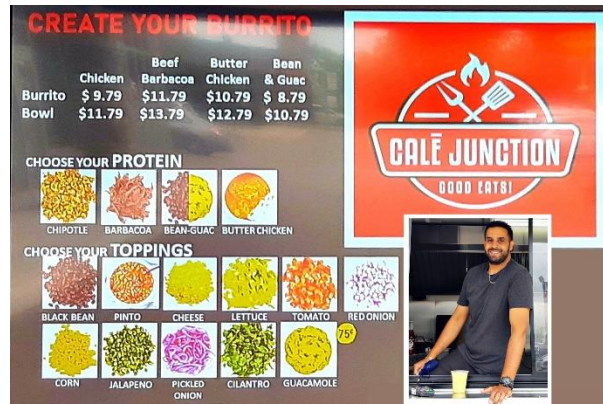 CREATE YOUR BURRITO
Chicken Beef Barbacoa Butter Chicken Bean & Guac
Burrito $ 9.79 $11.79 $10.79 $ 8.79
Bowl $11.79 $13.79 $12.79 $10.79
CHOOSE YOUR PROTEIN
CHIPOTLE BARBACOA BEAN-GUAC BUTTER CHICKEN
CHOOSE YOUR TOPPINGS
BLACK BEAN PINTO CHEESE LETTUCE TOMATO RED ONION
75¢
CORN JALAPENO PICKLED ONION CILANTRO GUACAMOLE
CALĒ JUNCTION
GOOD EATS!